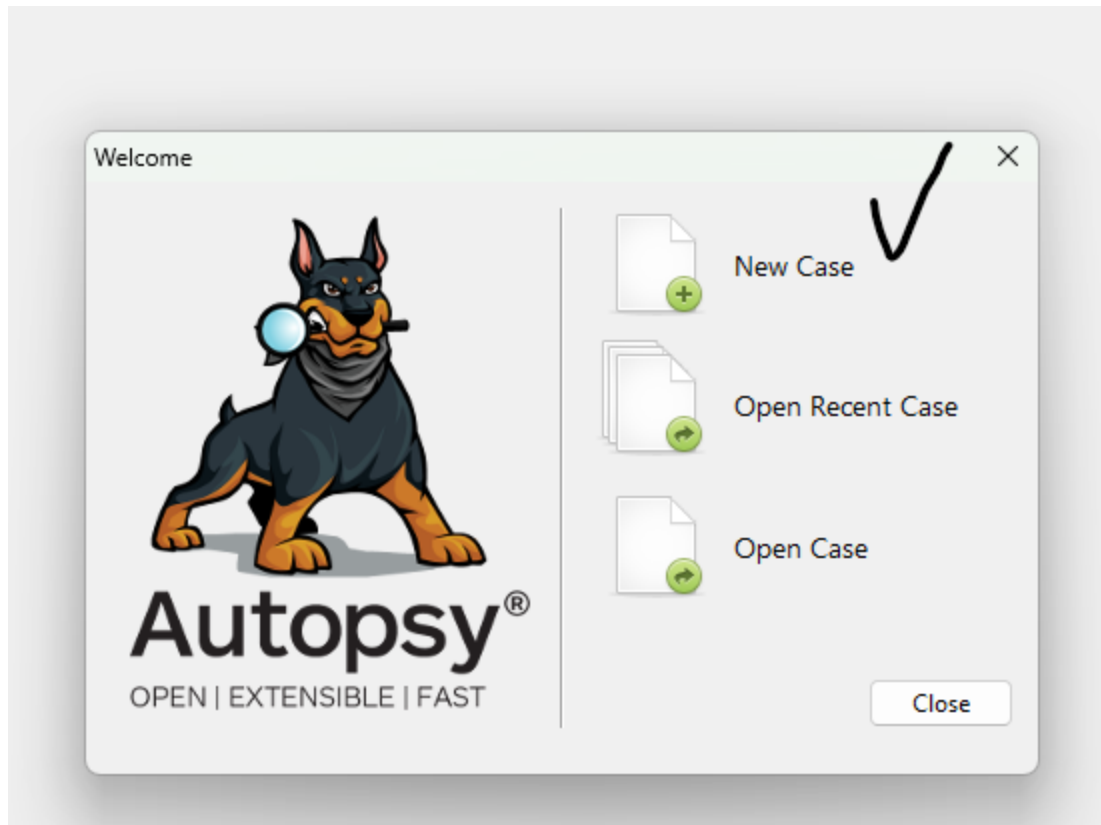 Welcome
New Case
Open Recent Case
Open Case
Autopsy®
OPEN | EXTENSIBLE | FAST
Close